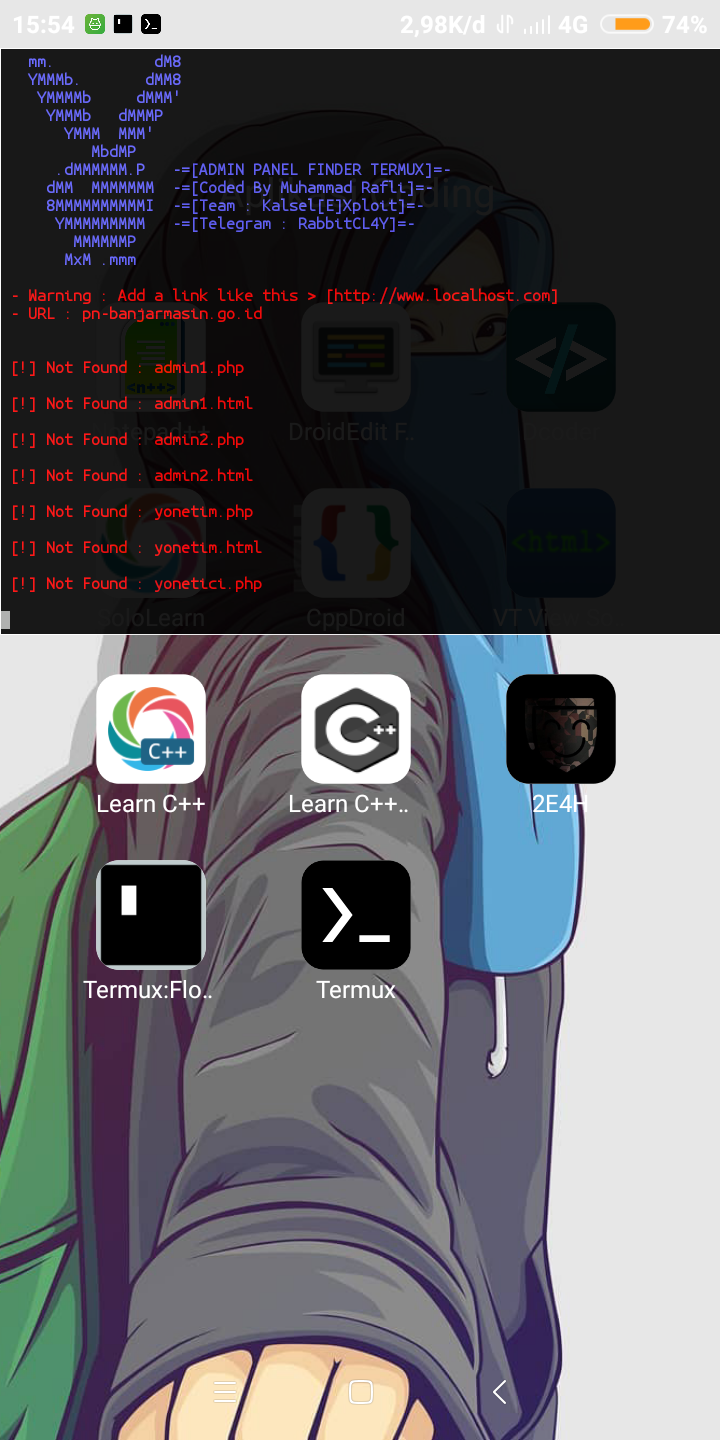 15:54 2,98K/d 4G 74%
mm. dM8
YMMMb. dMM8
YMMMMb dMMM'
YMMMb dMMMP
YMMM MMM'
MbdMP
.dMMMMMM.P -=[ADMIN PANEL FINDER TERMUX]=-
dMM MMMMMMM -=[Coded By Muhammad Rafli]=-
8MMMMMMMMMMI -=[Team : Kalsel[E]Xploit]=-
YMMMMMMMMM -=[Telegram : RabbitCL4Y]=-
MMMMMMP
MxM .mmm
- Warning : Add a link like this > [http://www.localhost.com]
- URL : pn-banjarmasin.go.id
[!] Not Found : admin1.php
<n++>
[!] Not Found : admin1.html
DroidEdit F..
[!] Not Found : admin2.php
[!] Not Found : admin2.html
[!] Not Found : yonetim.php
[!] Not Found : yonetim.html
<html>
[!] Not Found : yonetici.php
SoloLearn CppDroid
C++ C++
Learn C++ Learn C++.. 2E4H
Termux:Flo.. Termux